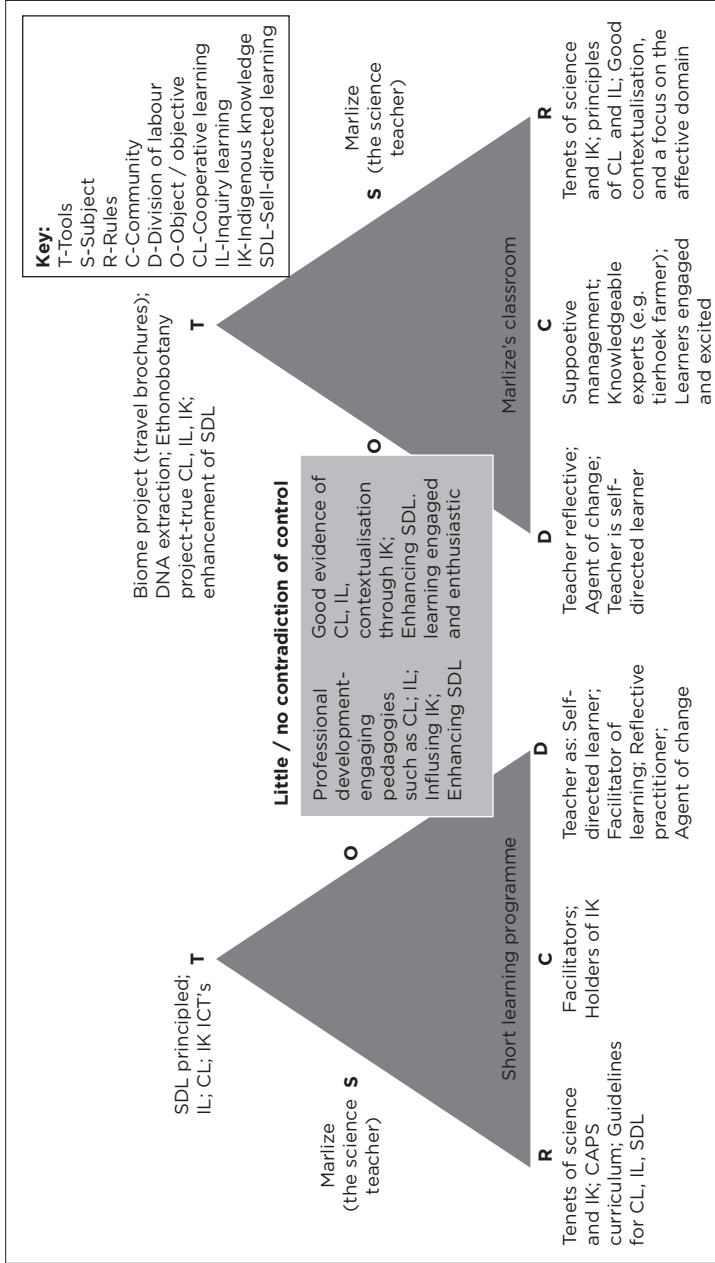 Key:
T-Tools
S-Subject
R-Rules
C-Community
D-Division of labour
O-Object / objective
CL-Cooperative learning
IL-Inquiry learning
IK-Indigenous knowledge
SDL-Sell-directed learning
SDL principled;
IL; CL; IK ICT's
T
Marlize
(the science
teacher)
S
O
Short learning programme
R
Tenets of science
and IK; CAPS
curriculum; Guidelines
for CL, IL, SDL
C
Facilitators;
Holders of IK
D
Teacher as: Self-
directed learner;
Facilitator of
learning; Reflective
practitioner;
Agent of change
Little / no contradiction of control
Professional
development-
engaging
pedagogies
such as CL; IL;
Influsing IK;
Enhancing SDL
Good evidence of
CL, IL,
contextualisation
through IK;
Enhancing SDL.
learning engaged
and enthusiastic
Biome project (travel brochures);
DNA extraction; Ethonobotany
project-true CL, IL, IK;
enhancement of SDL
T
O
S
Marlize
(the science
teacher)
Marlize's classroom
D
Teacher reflective;
Agent of change;
Teacher is self-
directed learner
C
Suppoetive
management;
Knowledgeable
experts (e.g.
tierhoek farmer);
Learners engaged
and excited
R
Tenets of science
and IK; principles
of CL and IL; Good
contextualisation,
and a focus on the
affective domain